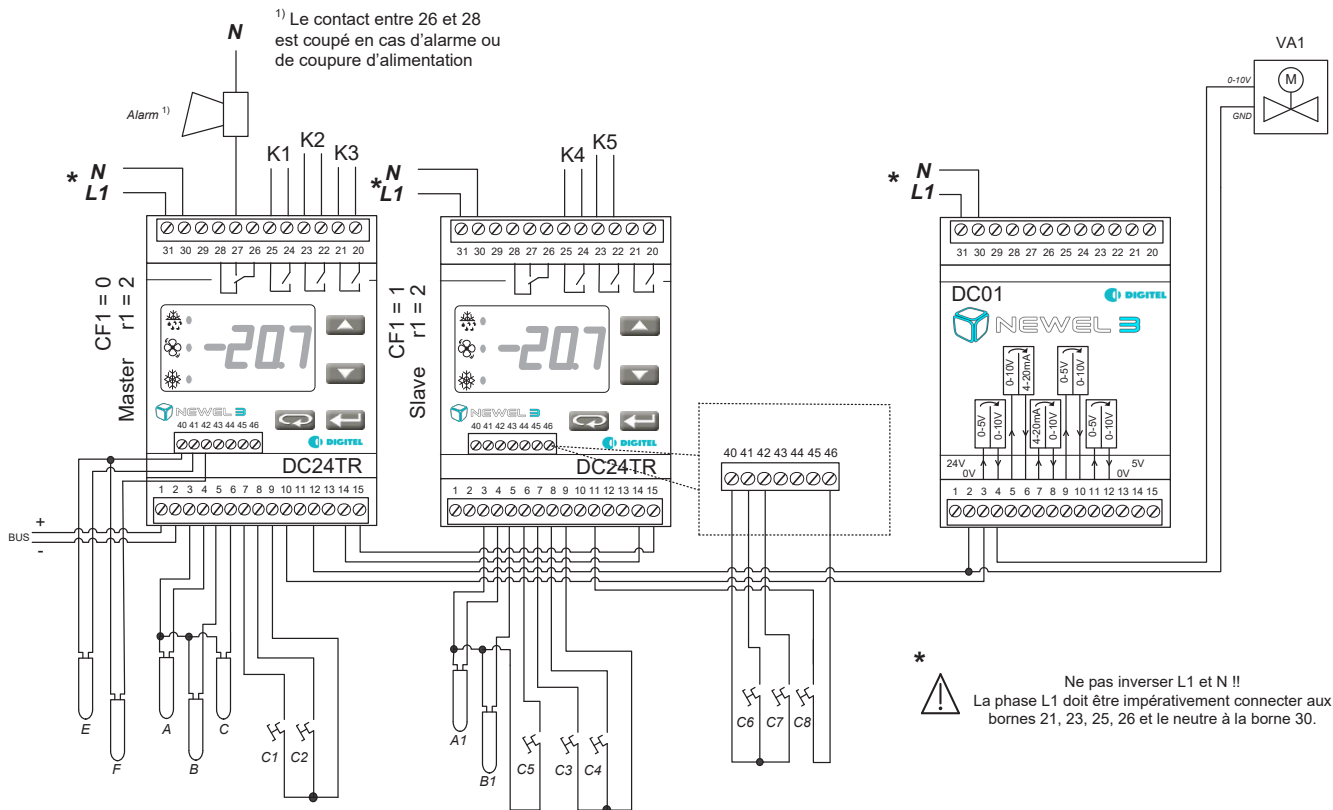 1) Le contact entre 26 et 28
est coupé en cas d'alarme ou
de coupure d'alimentation
N
Alarm 1)
K1 K2 K3
* N
L1
31 30 29 28 27 26 25 24 23 22 21 20
CF1 = 0
Master r1 = 2
-20.7
NEWEL 3
40 41 42 43 44 45 46
DIGITEL
DC24TR
1 2 3 4 5 6 7 8 9 10 11 12 13 14 15
BUS + -
E
F
A
B
C
C1
C2
K4 K5
* N
L1
31 30 29 28 27 26 25 24 23 22 21 20
CF1 = 1
Slave r1 = 2
-20.7
NEWEL 3
40 41 42 43 44 45 46
DIGITEL
DC24TR
1 2 3 4 5 6 7 8 9 10 11 12 13 14 15
A1
B1
C5
C3
C4
40 41 42 43 44 45 46
C6
C7
C8
VA1
M
0-10V
GND
* N
L1
31 30 29 28 27 26 25 24 23 22 21 20
DC01
DIGITEL
NEWEL 3
0-10V 4-20mA
0-5V 0-10V
0-5V 0-10V
4-20mA 0-10V
0-5V 0-10V
24V
0V
5V
0V
1 2 3 4 5 6 7 8 9 10 11 12 13 14 15
*
Ne pas inverser L1 et N !!
La phase L1 doit être impérativement connecter aux
bornes 21, 23, 25, 26 et le neutre à la borne 30.